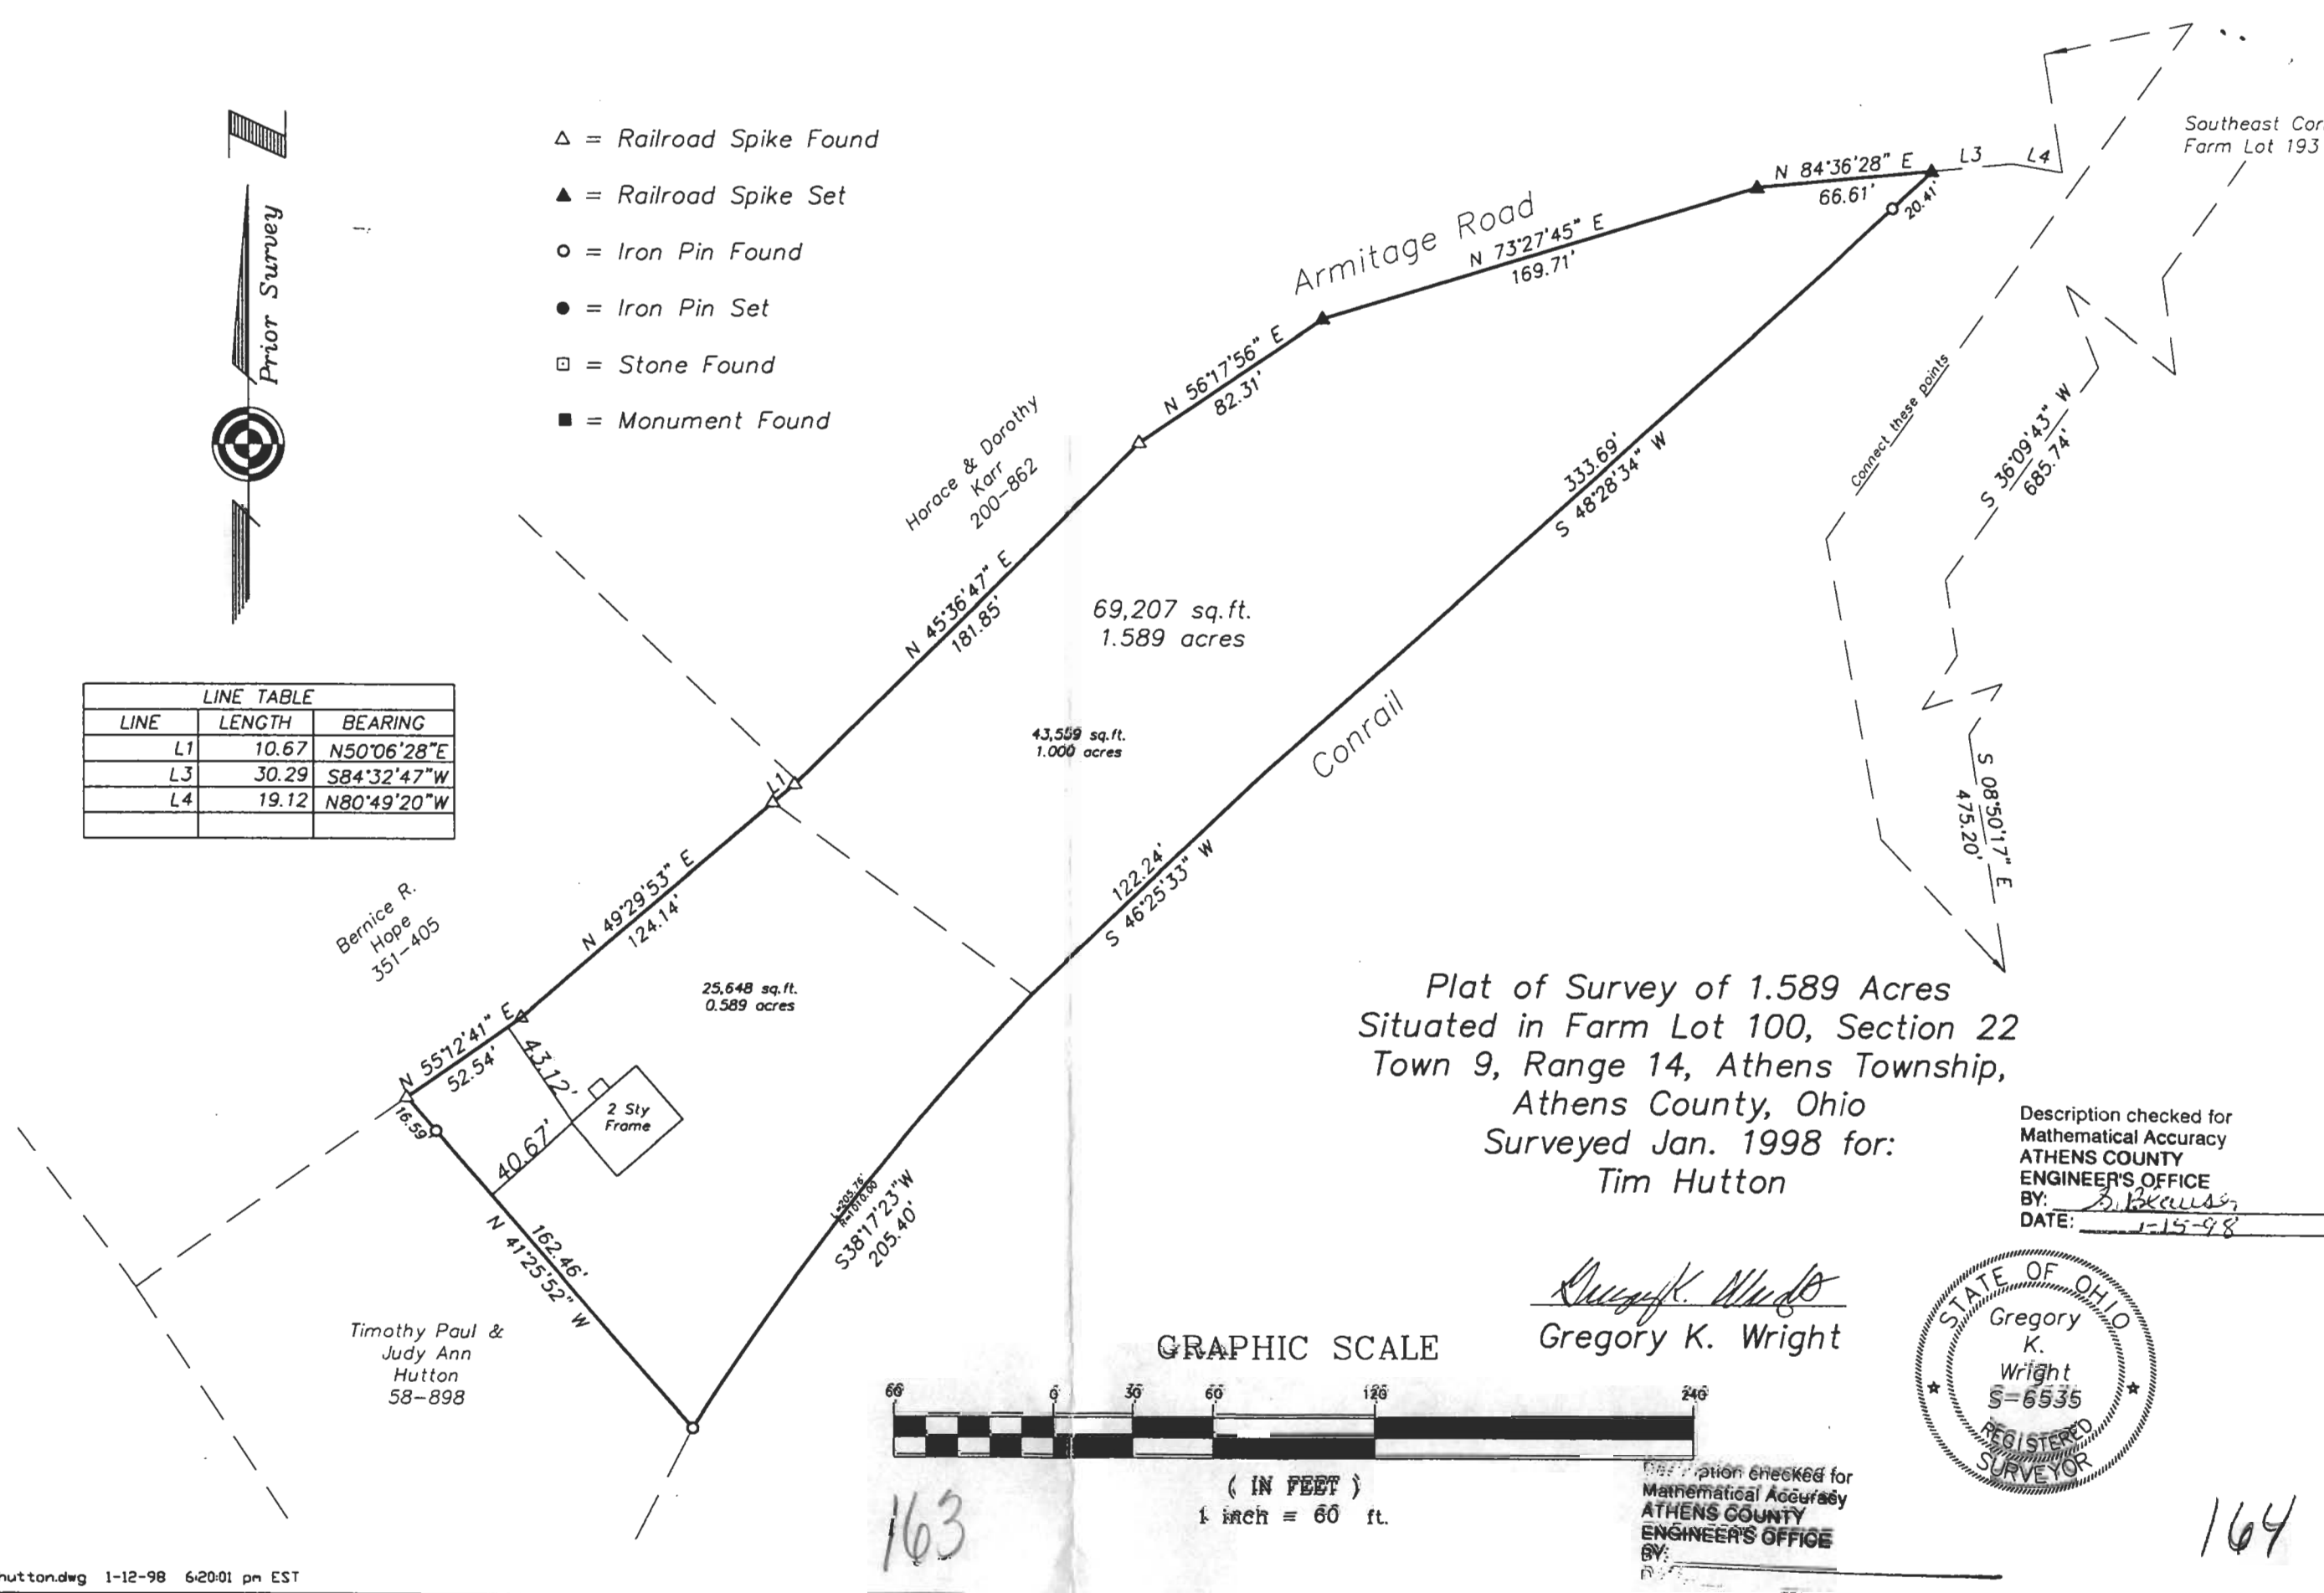 Prior Survey
△ = Railroad Spike Found
▲ = Railroad Spike Set
○ = Iron Pin Found
● = Iron Pin Set
⊡ = Stone Found
■ = Monument Found
LINE TABLE
LINE LENGTH BEARING
L1 10.67 N50°06'28"E
L3 30.29 S84°32'47"W
L4 19.12 N80°49'20"W
Southeast Cor
Farm Lot 193
N 84°36'28" E
66.61'
L3
L4
20.41'
Armitage Road
N 73°27'45" E
169.71'
N 56°17'56" E
82.31'
Horace & Dorothy
Karr
200-862
N 45°36'47" E
181.85'
333.69'
S 48°28'34" W
Connect these points
S 36°09'43" W
685.74'
S 08°50'17" E
475.20'
69,207 sq.ft.
1.589 acres
43,559 sq.ft.
1.000 acres
Conrail
L1
122.24'
S 46°25'33" W
N 49°29'53" E
124.14'
Bernice R.
Hope
351-405
25,648 sq.ft.
0.589 acres
N 55°12'41" E
52.54'
43.12'
16.59'
2 Sty
Frame
40.67'
162.46'
N 41°25'52" W
L=205.76'
R=1010.00
S38°17'23"W
205.40'
Timothy Paul &
Judy Ann
Hutton
58-898
Plat of Survey of 1.589 Acres
Situated in Farm Lot 100, Section 22
Town 9, Range 14, Athens Township,
Athens County, Ohio
Surveyed Jan. 1998 for:
Tim Hutton
Description checked for
Mathematical Accuracy
ATHENS COUNTY
ENGINEER'S OFFICE
BY:
DATE: 1-15-98
Gregory K. Wright
Gregory K. Wright
STATE OF OHIO
Gregory
K.
Wright
S-6535
REGISTERED
SURVEYOR
GRAPHIC SCALE
60 0 30 60 120 240
( IN FEET )
1 inch = 60 ft.
Description checked for
Mathematical Accuracy
ATHENS COUNTY
ENGINEER'S OFFICE
BY:
163
164
hutton.dwg 1-12-98 6:20:01 pm EST